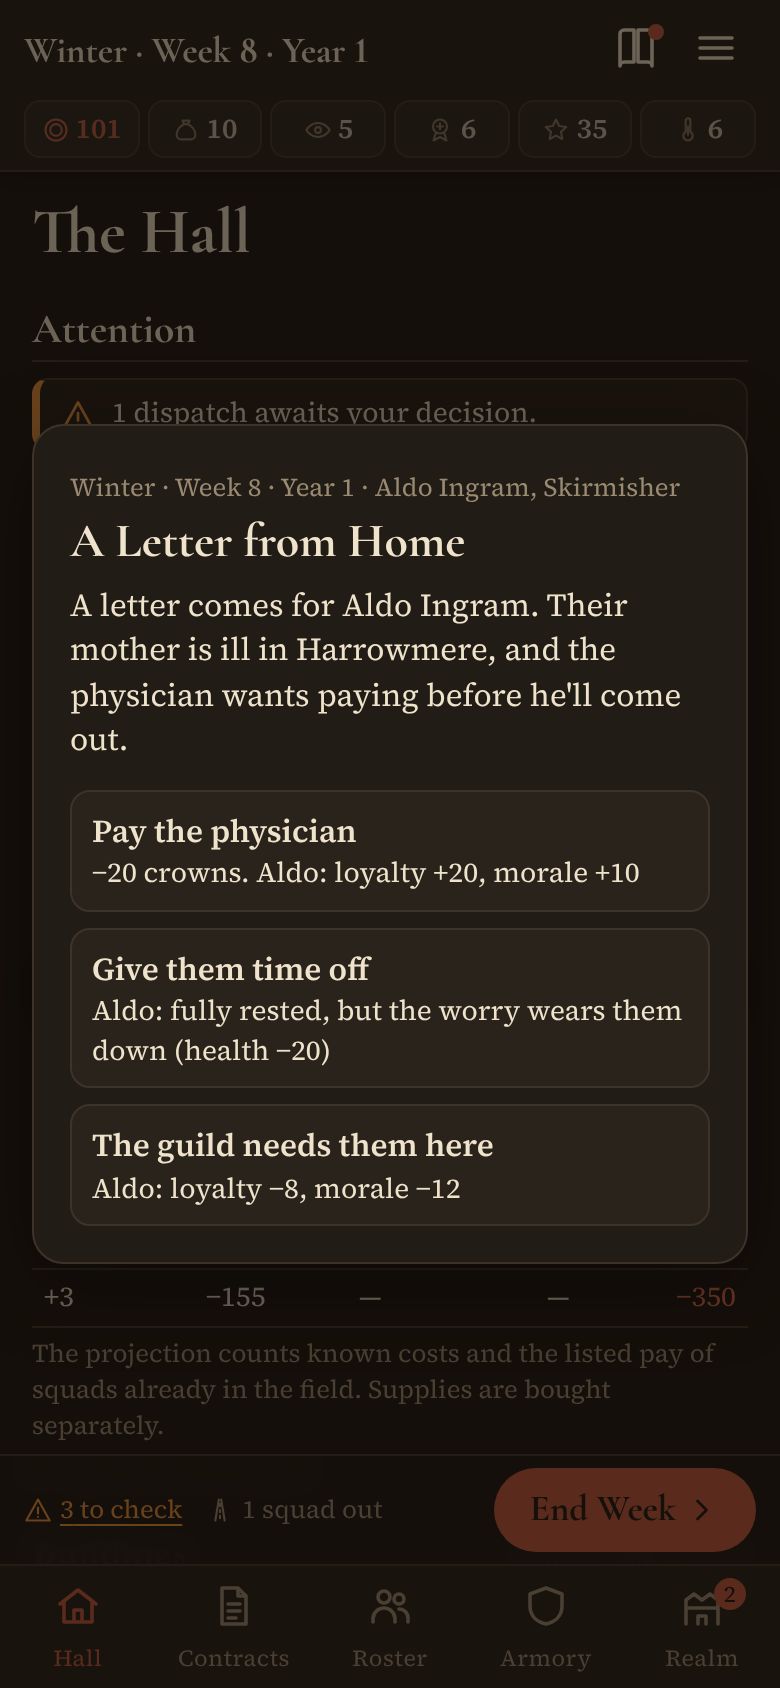 Winter · Week 8 · Year 1
101 10 5 6 35 6
The Hall
Attention
1 dispatch awaits your decision.
Winter · Week 8 · Year 1 · Aldo Ingram, Skirmisher
A Letter from Home
A letter comes for Aldo Ingram. Their
mother is ill in Harrowmere, and the
physician wants paying before he'll come
out.
Pay the physician
−20 crowns. Aldo: loyalty +20, morale +10
Give them time off
Aldo: fully rested, but the worry wears them
down (health −20)
The guild needs them here
Aldo: loyalty −8, morale −12
+3 −155 — — −350
The projection counts known costs and the listed pay of
squads already in the field. Supplies are bought
separately.
3 to check 1 squad out End Week
2
Hall Contracts Roster Armory Realm